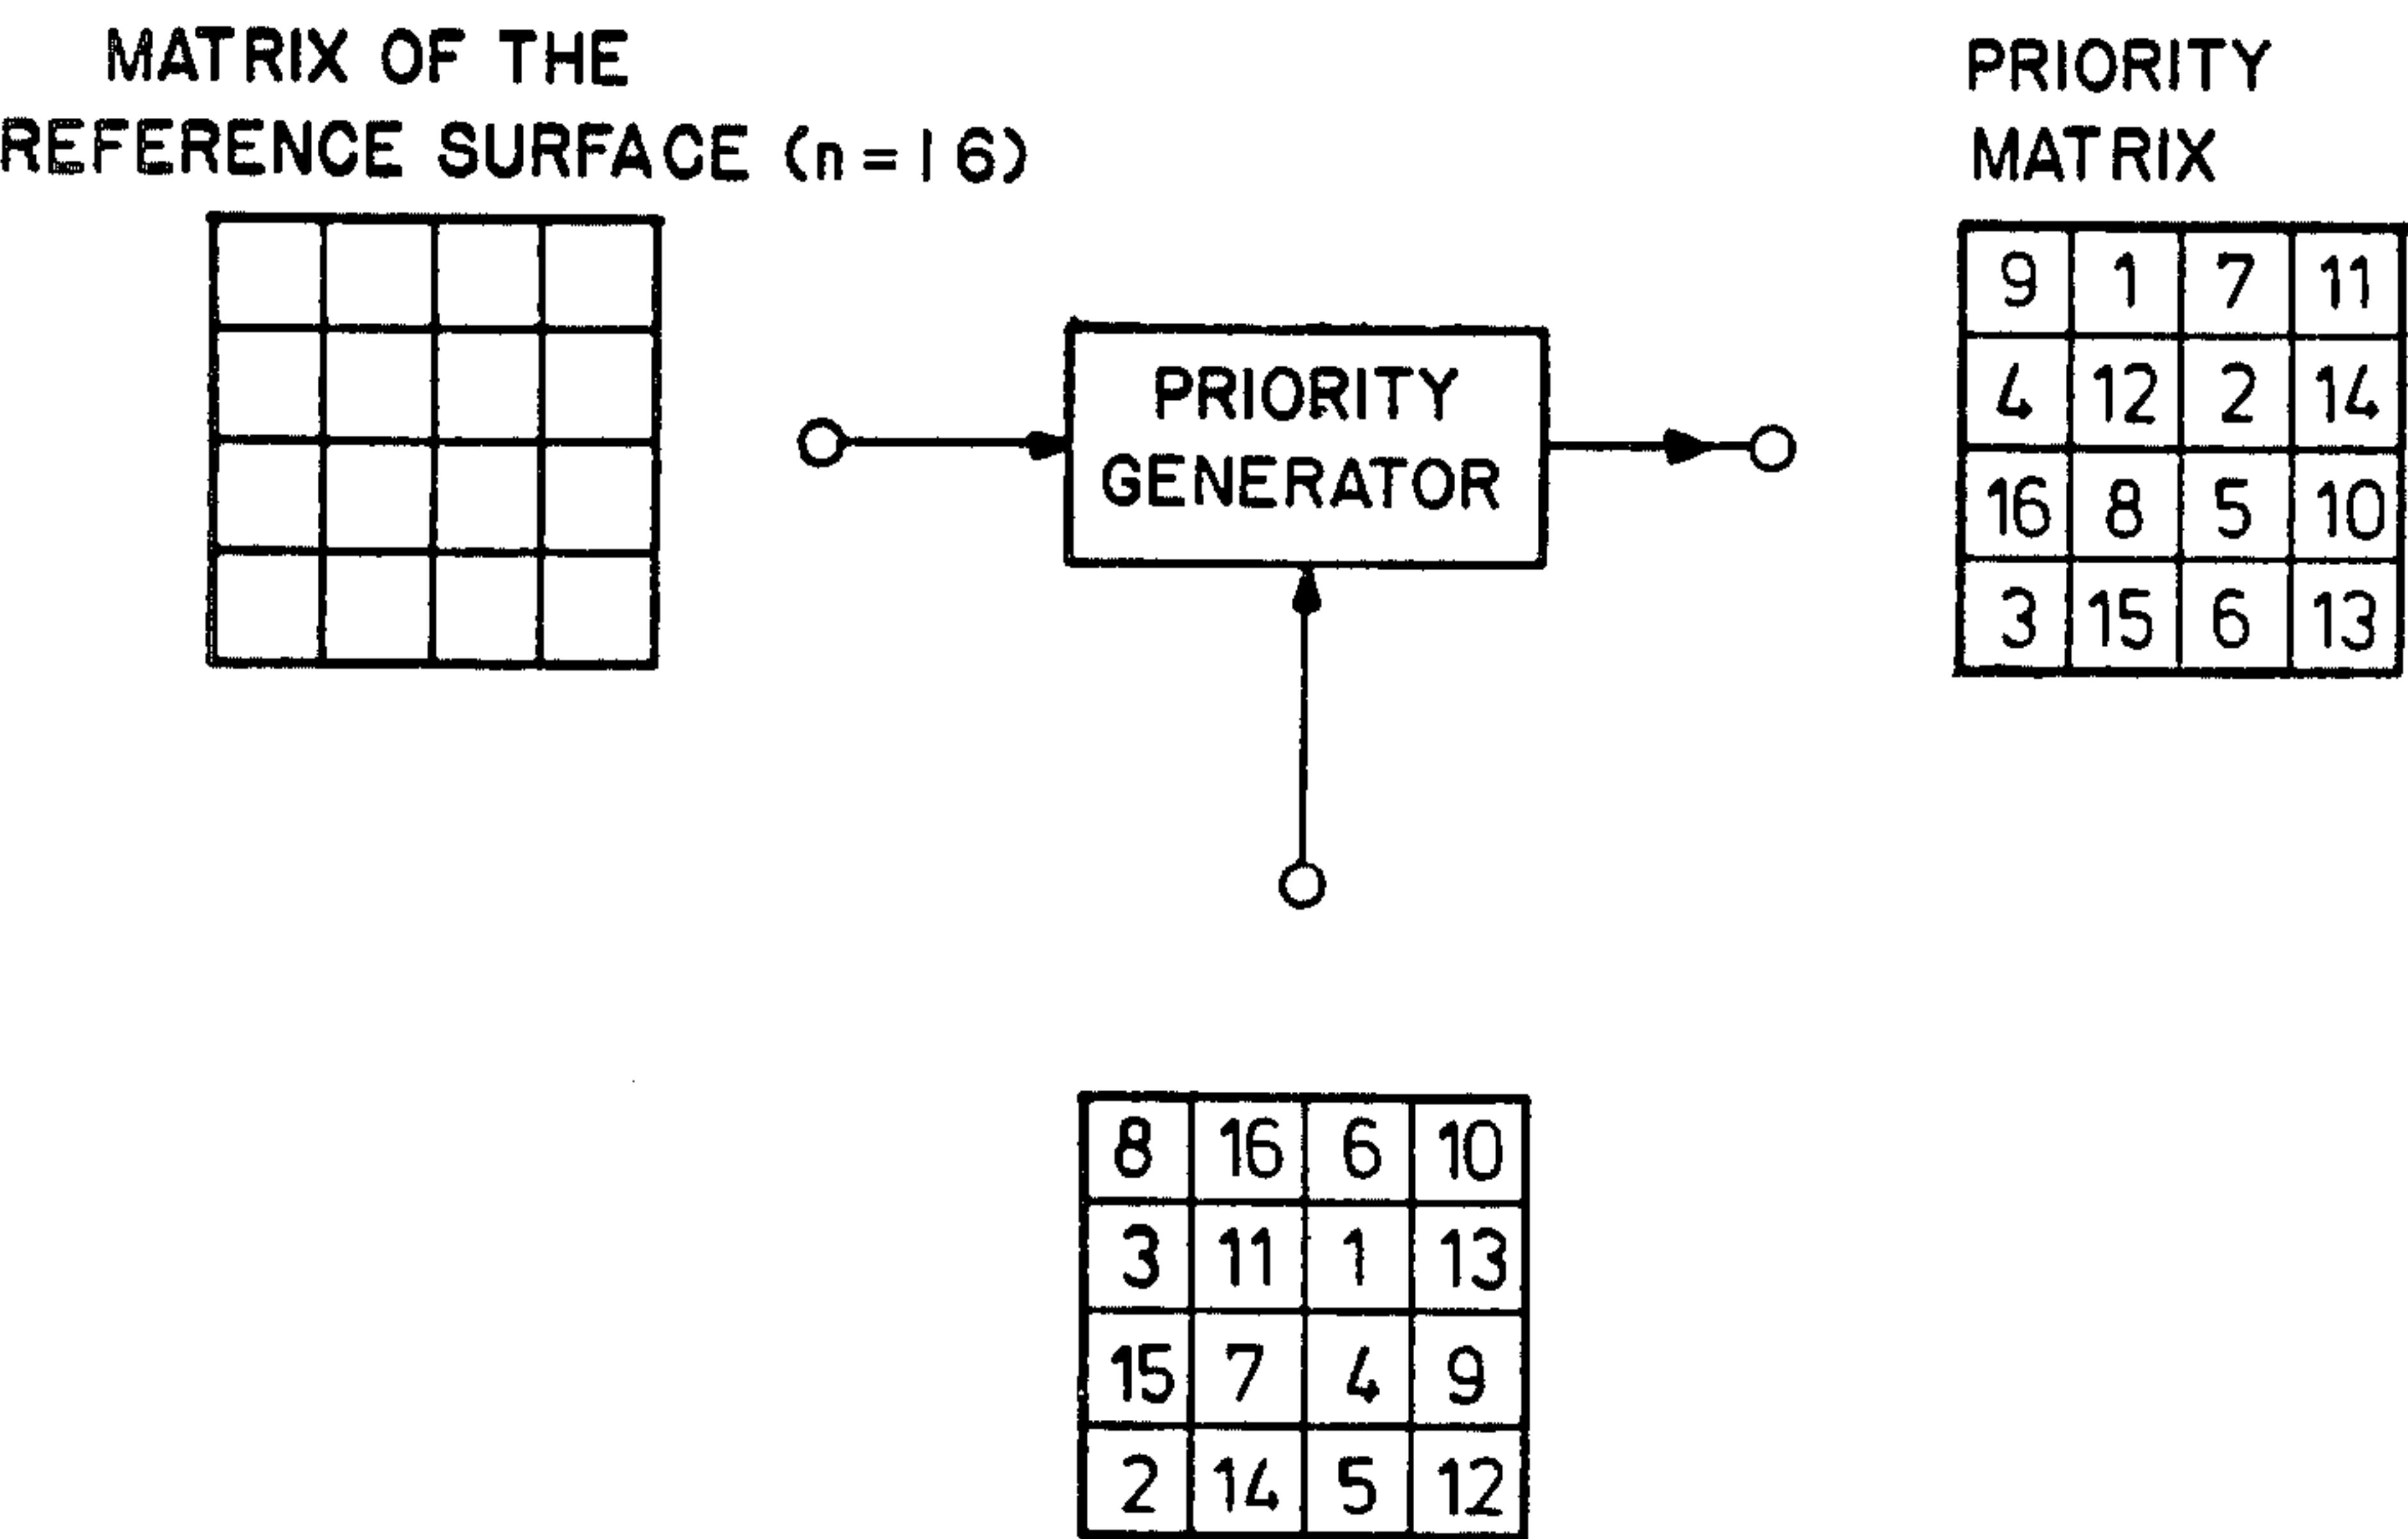 MATRIX OF THE
REFERENCE SURFACE (n=16)
PRIORITY
MATRIX
9 1 7 11
4 12 2 14
16 8 5 10
3 15 6 13
PRIORITY
GENERATOR
8 16 6 10
3 11 1 13
15 7 4 9
2 14 5 12